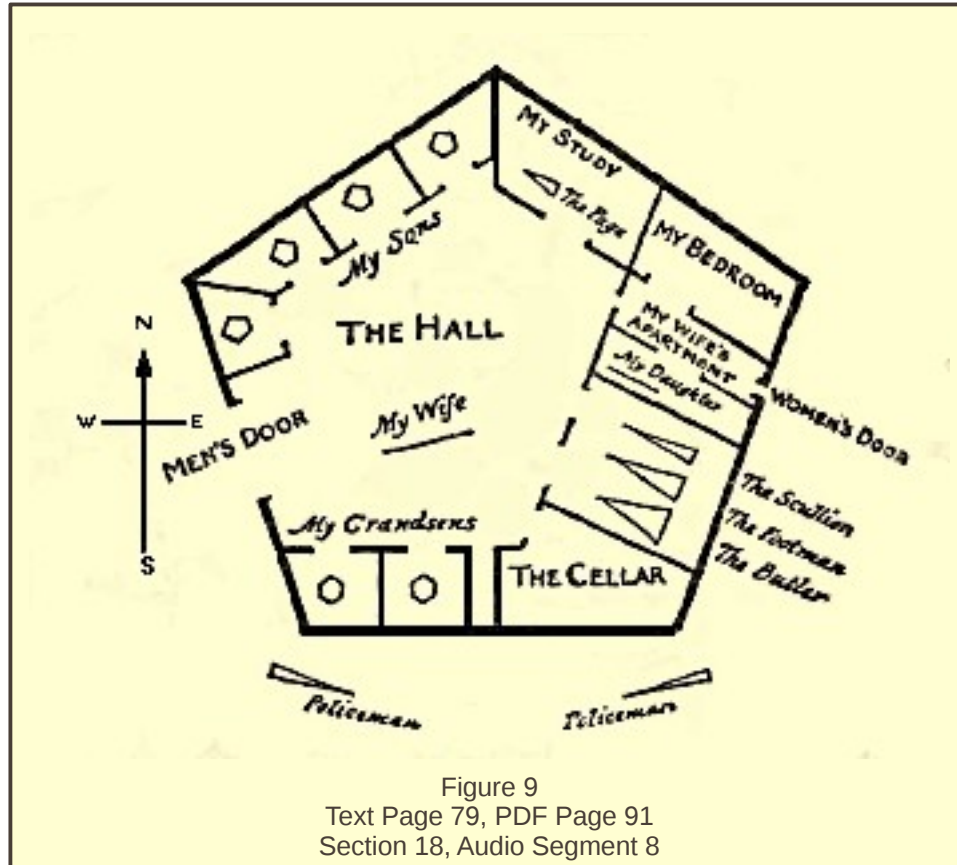 MY STUDY
The Page
MY BEDROOM
My Sons
N
THE HALL
MY WIFE'S
APARTMENT
My Daughter
W
E
WOMEN'S DOOR
My Wife
MEN'S DOOR
The Scullion
My Grandsons
The Footman
S
THE CELLAR
The Butler
Policeman
Policeman
Figure 9
Text Page 79, PDF Page 91
Section 18, Audio Segment 8